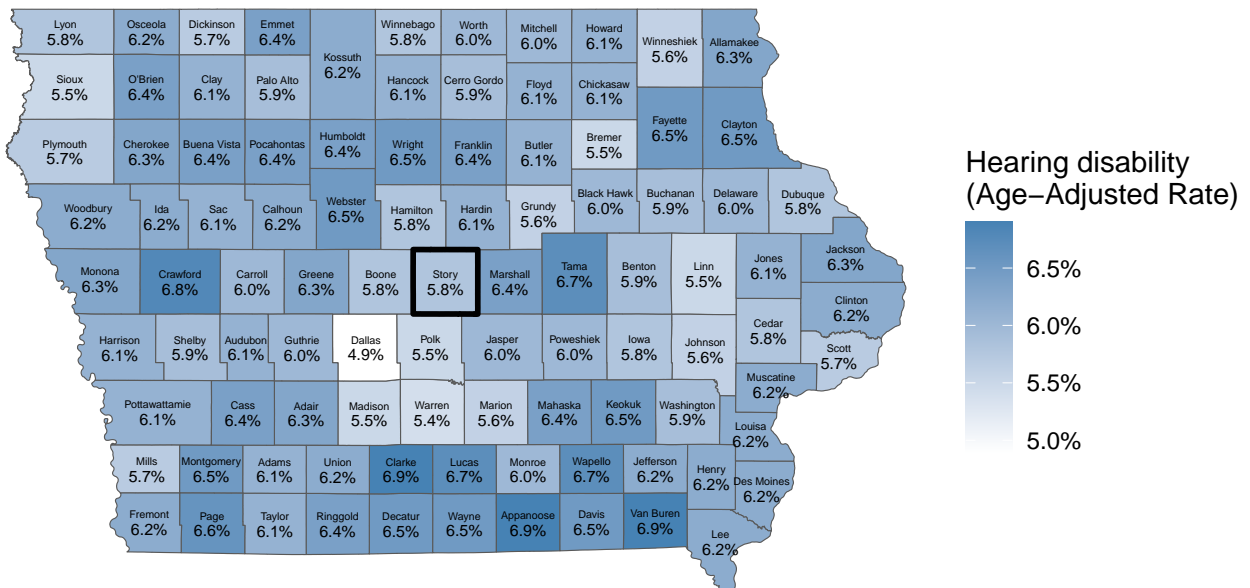 Lyon
5.8%
Osceola
6.2%
Dickinson
5.7%
Emmet
6.4%
Kossuth
6.2%
Winnebago
5.8%
Worth
6.0%
Mitchell
6.0%
Howard
6.1%
Winneshiek
5.6%
Allamakee
6.3%
Sioux
5.5%
O'Brien
6.4%
Clay
6.1%
Palo Alto
5.9%
Hancock
6.1%
Cerro Gordo
5.9%
Floyd
6.1%
Chickasaw
6.1%
Fayette
6.5%
Clayton
6.5%
Plymouth
5.7%
Cherokee
6.3%
Buena Vista
6.4%
Pocahontas
6.4%
Humboldt
6.4%
Wright
6.5%
Franklin
6.4%
Butler
6.1%
Bremer
5.5%
Woodbury
6.2%
Ida
6.2%
Sac
6.1%
Calhoun
6.2%
Webster
6.5%
Hamilton
5.8%
Hardin
6.1%
Grundy
5.6%
Black Hawk
6.0%
Buchanan
5.9%
Delaware
6.0%
Dubuque
5.8%
Monona
6.3%
Crawford
6.8%
Carroll
6.0%
Greene
6.3%
Boone
5.8%
Story
5.8%
Marshall
6.4%
Tama
6.7%
Benton
5.9%
Linn
5.5%
Jones
6.1%
Jackson
6.3%
Clinton
6.2%
Harrison
6.1%
Shelby
5.9%
Audubon
6.1%
Guthrie
6.0%
Dallas
4.9%
Polk
5.5%
Jasper
6.0%
Poweshiek
6.0%
Iowa
5.8%
Johnson
5.6%
Cedar
5.8%
Scott
5.7%
Muscatine
6.2%
Pottawattamie
6.1%
Cass
6.4%
Adair
6.3%
Madison
5.5%
Warren
5.4%
Marion
5.6%
Mahaska
6.4%
Keokuk
6.5%
Washington
5.9%
Louisa
6.2%
Mills
5.7%
Montgomery
6.5%
Adams
6.1%
Union
6.2%
Clarke
6.9%
Lucas
6.7%
Monroe
6.0%
Wapello
6.7%
Jefferson
6.2%
Henry
6.2%
Des Moines
6.2%
Fremont
6.2%
Page
6.6%
Taylor
6.1%
Ringgold
6.4%
Decatur
6.5%
Wayne
6.5%
Appanoose
6.9%
Davis
6.5%
Van Buren
6.9%
Lee
6.2%
Hearing disability
(Age−Adjusted Rate)
6.5%
6.0%
5.5%
5.0%